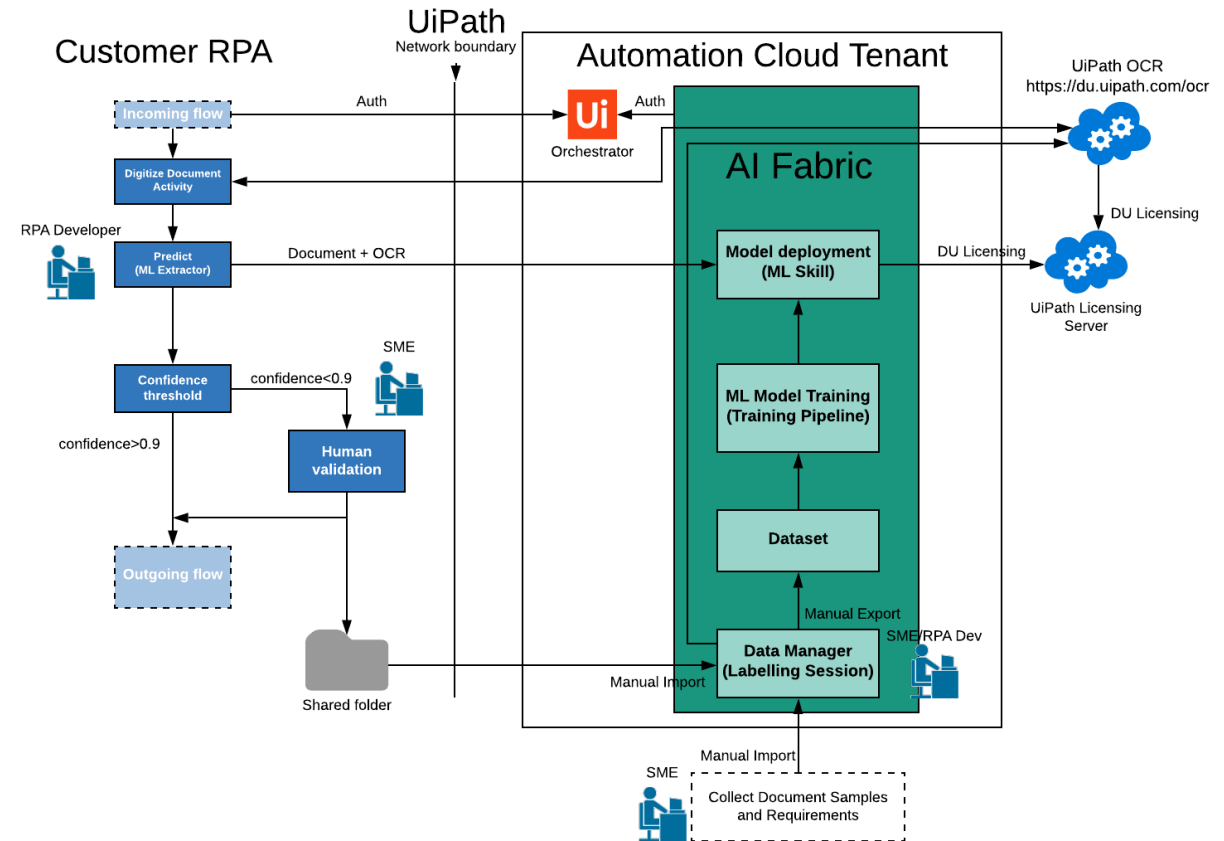 UiPath
Network boundary
Customer RPA
Automation Cloud Tenant
UiPath OCR
https://du.uipath.com/ocr
Incoming flow
Auth
Ui
Auth
Orchestrator
Digitize Document
Activity
AI Fabric
DU Licensing
RPA Developer
Predict
(ML Extractor)
Document + OCR
Model deployment
(ML Skill)
DU Licensing
UiPath Licensing
Server
SME
Confidence
threshold
confidence<0.9
ML Model Training
(Training Pipeline)
confidence>0.9
Human
validation
Dataset
Outgoing flow
Manual Export
SME/RPA Dev
Data Manager
(Labelling Session)
Manual Import
Shared folder
Manual Import
SME
Collect Document Samples
and Requirements